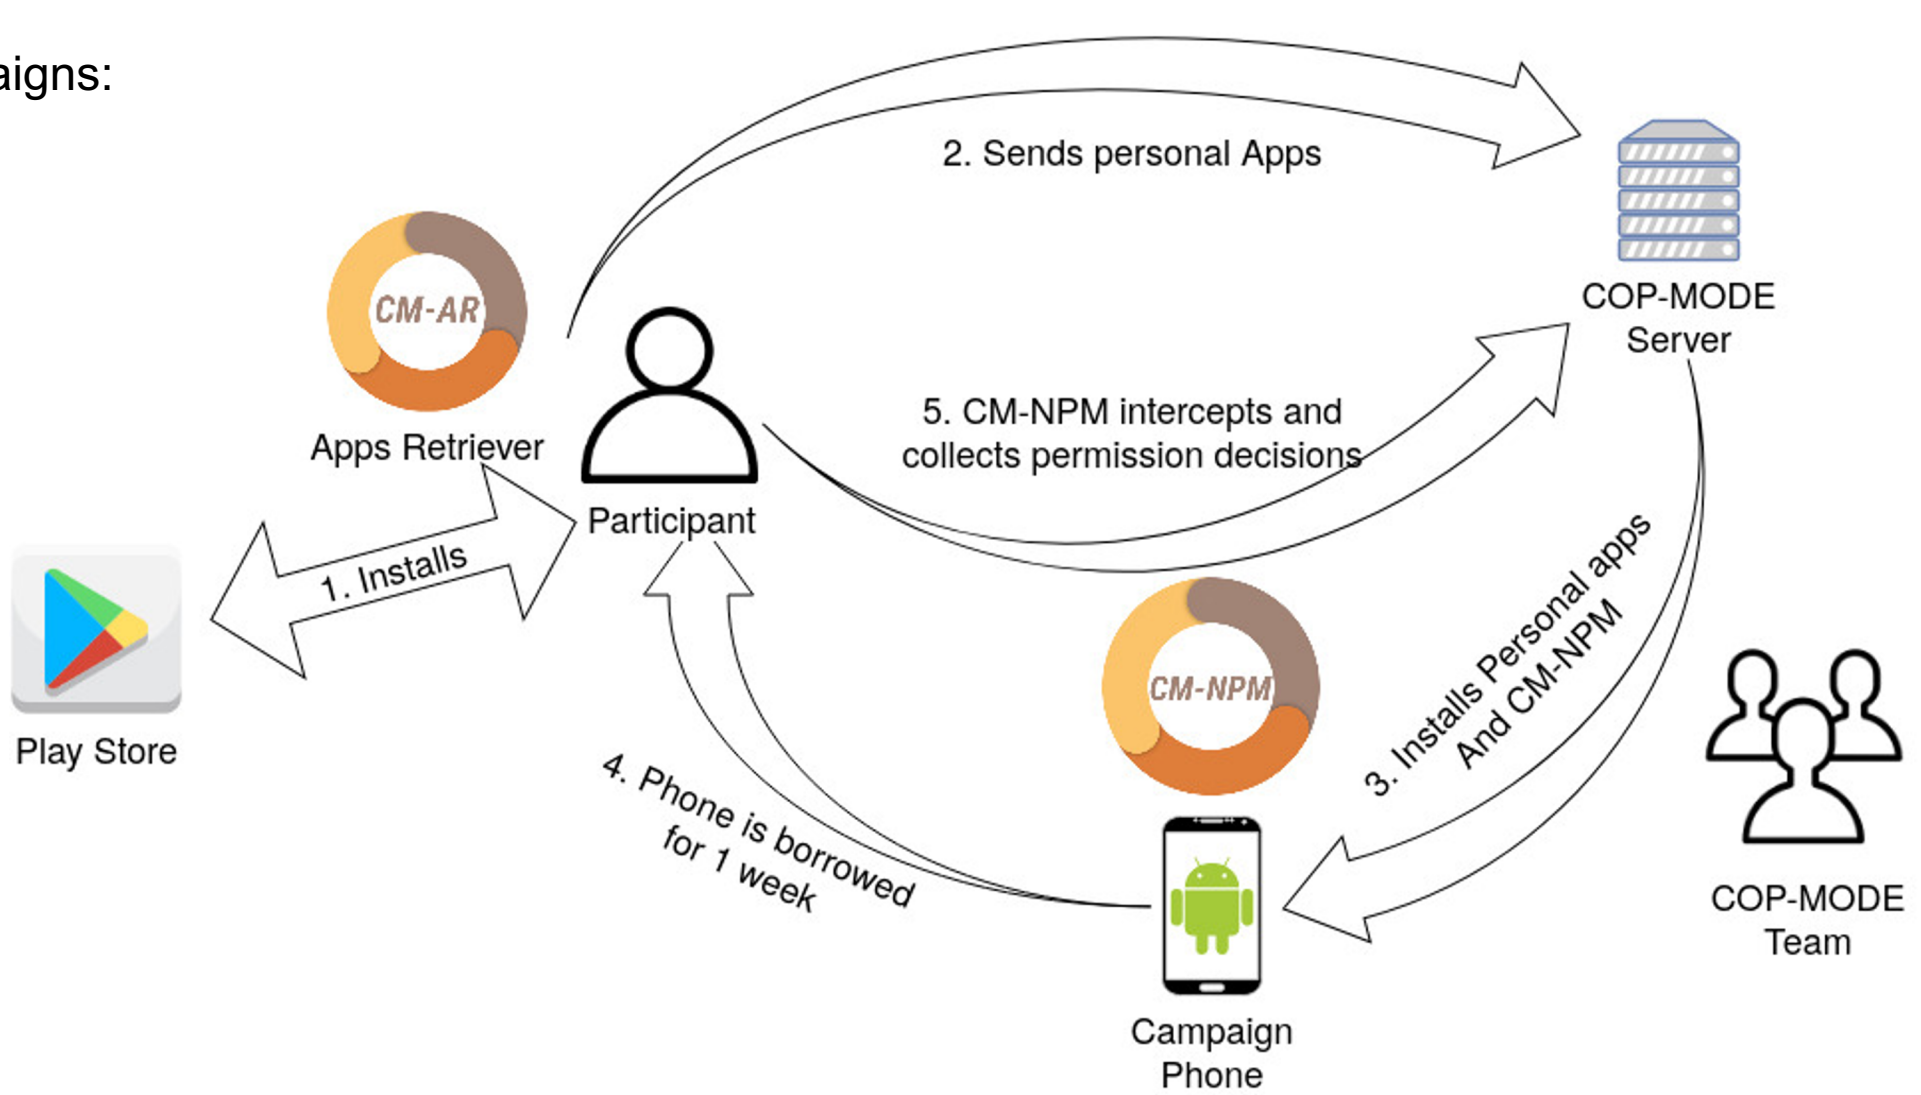 aigns:
2. Sends personal Apps
COP-MODE
Server
CM-AR
Apps Retriever
Participant
1. Installs
Play Store
5. CM-NPM intercepts and
collects permission decisions
CM-NPM
3. Installs Personal apps
And CM-NPM
4. Phone is borrowed
for 1 week
COP-MODE
Team
Campaign
Phone